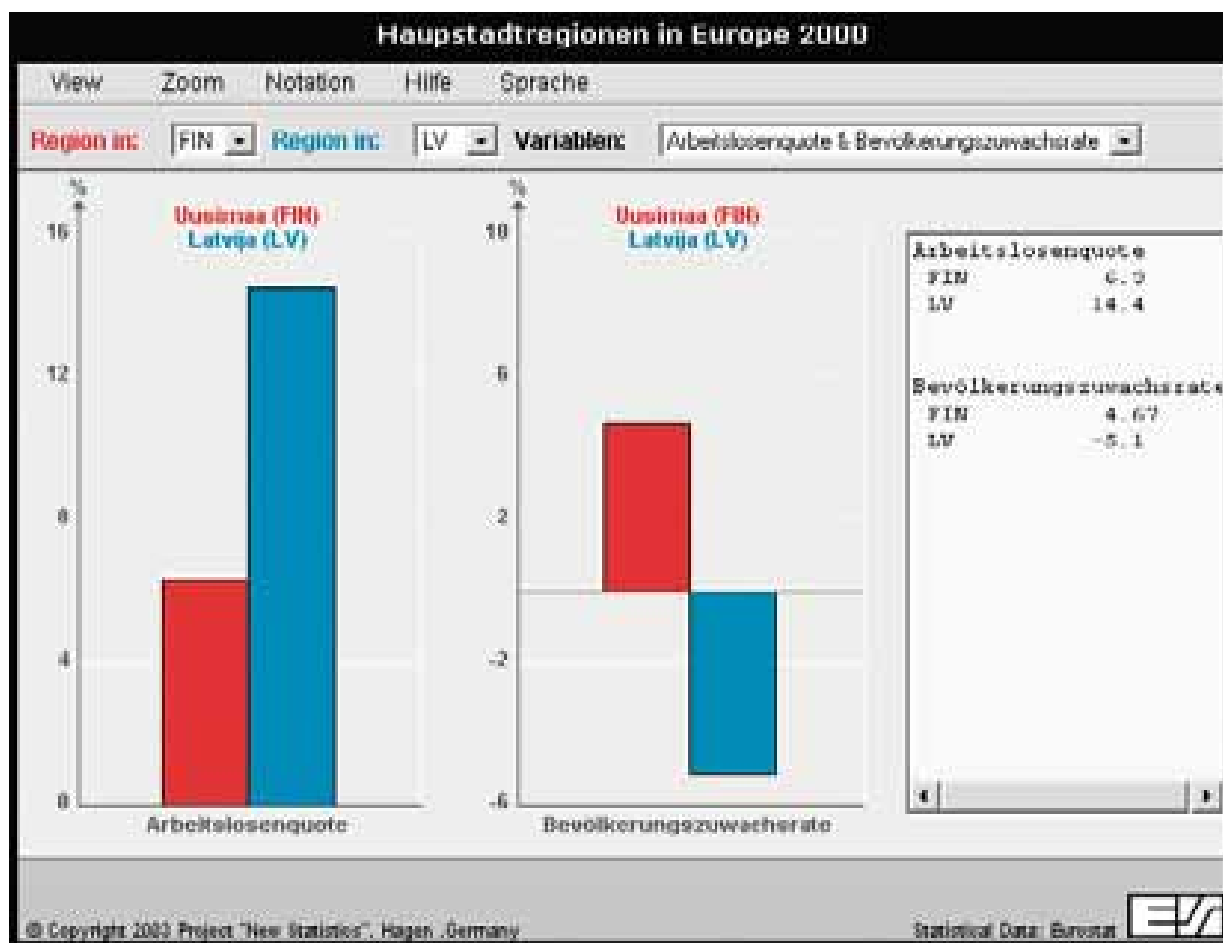 Haupstadtregionen in Europe 2000
View Zoom Notation Hilfe Sprache
Region in: FIN Region in: LV Variablen: Arbeitslosenquote & Bevölkerungszuwachsrate
%
Uusimaa (FIN)
Latvija (LV)
16
12
8
4
0
Arbeitslosenquote
%
Uusimaa (FIN)
Latvija (LV)
10
6
2
-2
-6
Bevölkerungszuwachsrate
Arbeitslosenquote
FIN
LV 14.4
Bevölkerungszuwachsrate
FIN 4.67
LV -5.1
© Copyright 2003 Project "New Statistics", Hagen ,Germany
Statistical Data: Eurostat